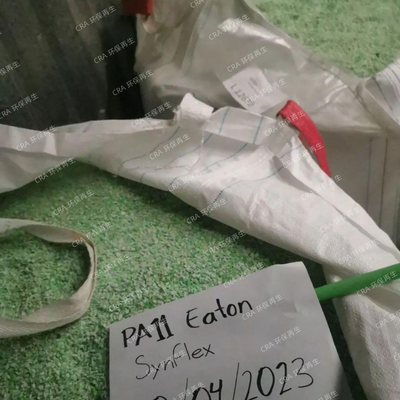 PA11 Eaton
Synflex
/04/2023
CRA 环保再生